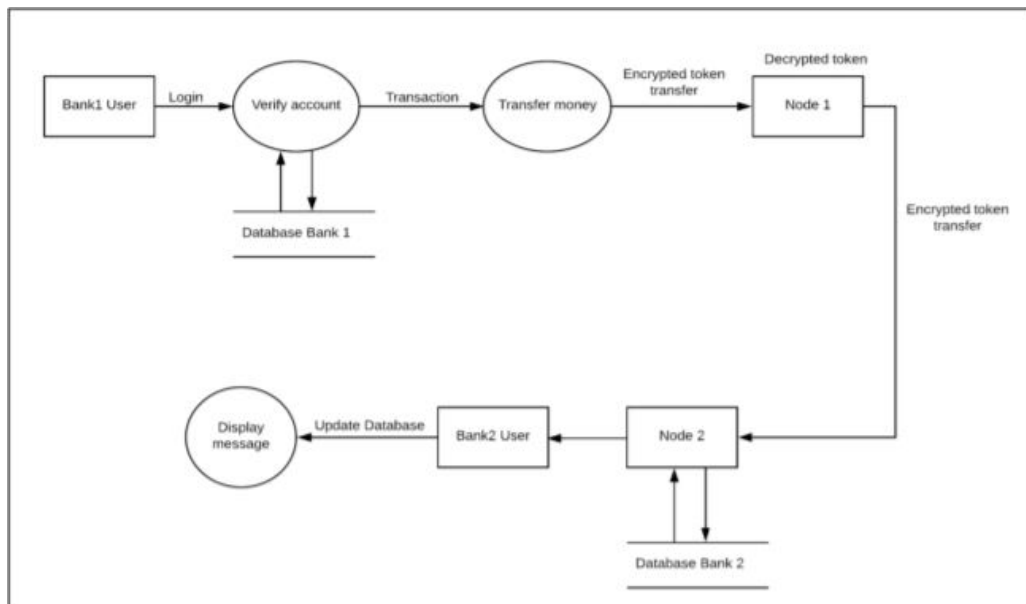 Decrypted token
Encrypted token
transfer
Bank1 User
Login
Verify account
Transaction
Transfer money
Node 1
Encrypted token
transfer
Database Bank 1
Display
message
Update Database
Bank2 User
Node 2
Database Bank 2